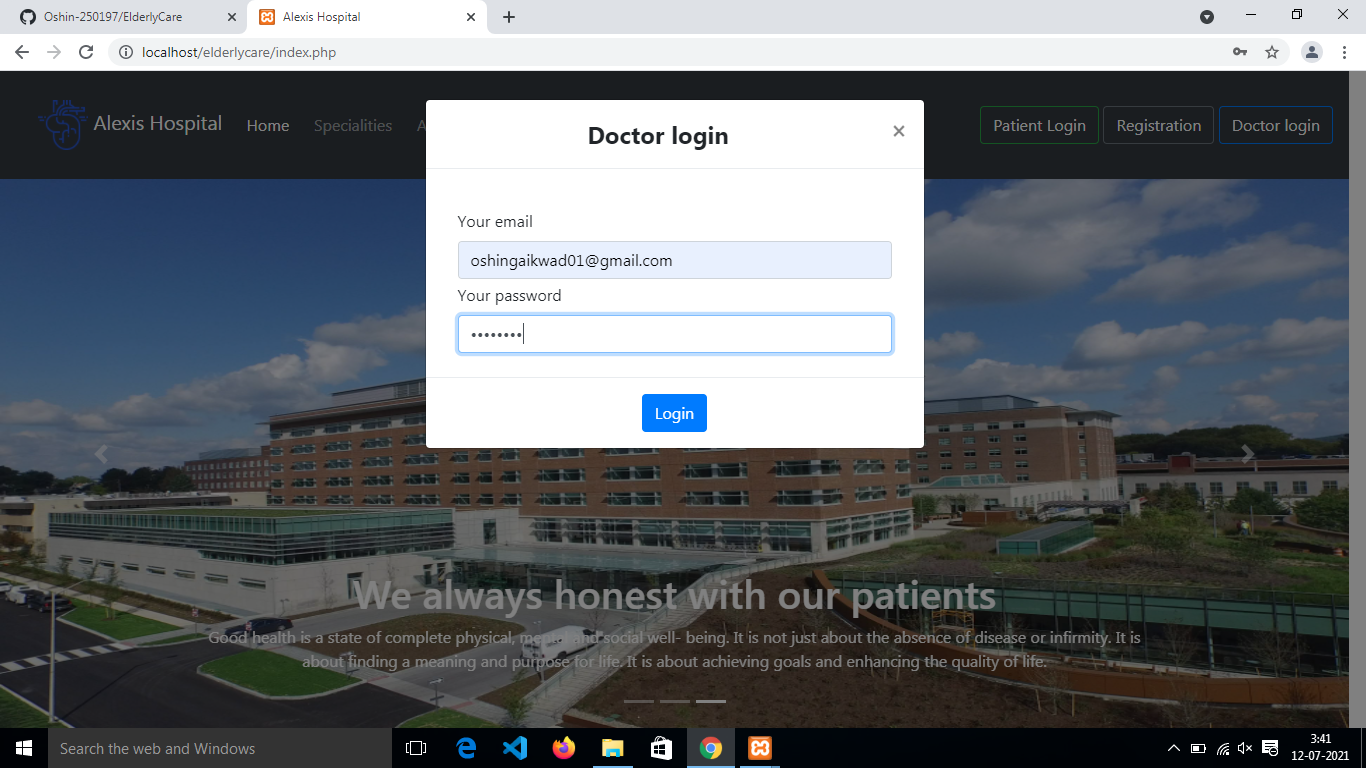 Oshin-250197/ElderlyCare
Alexis Hospital
localhost/elderlycare/index.php
Alexis Hospital
Home
Specialities
A
Patient Login
Registration
Doctor login
Doctor login
×
Your email
oshingaikwad01@gmail.com
Your password
••••••••
Login
We always honest with our patients
Good health is a state of complete physical, mental and social well- being. It is not just about the absence of disease or infirmity. It is
about finding a meaning and purpose for life. It is about achieving goals and enhancing the quality of life.
Search the web and Windows
3:41
12-07-2021